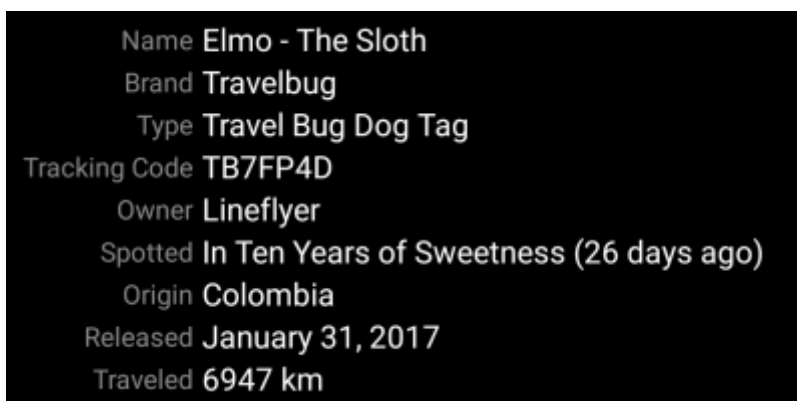 Name Elmo - The Sloth
Brand Travelbug
Type Travel Bug Dog Tag
Tracking Code TB7FP4D
Owner Lineflyer
Spotted In Ten Years of Sweetness (26 days ago)
Origin Colombia
Released January 31, 2017
Traveled 6947 km